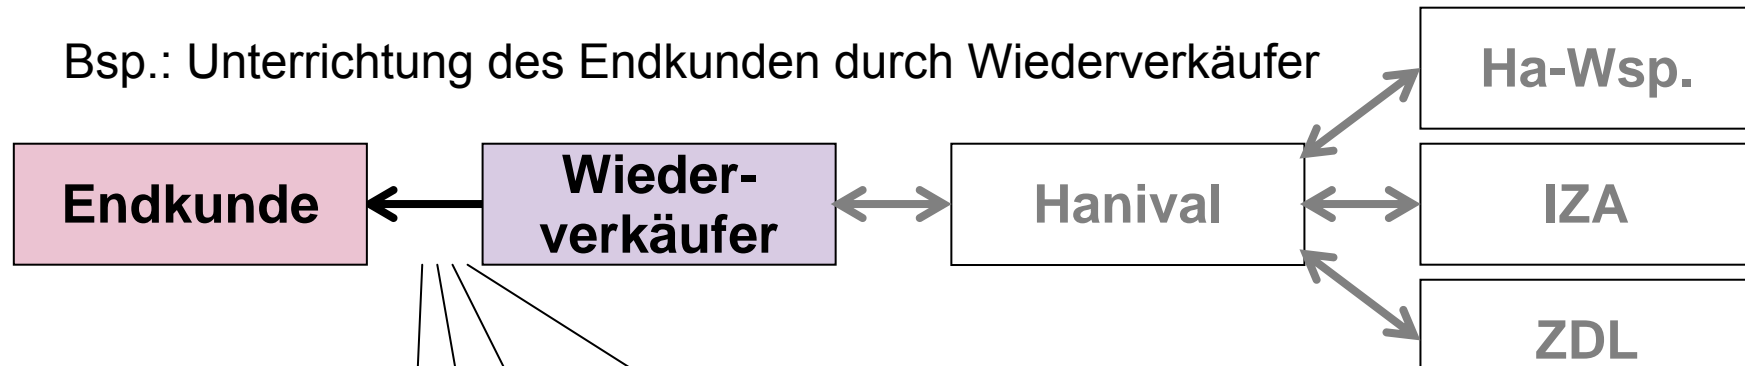 Bsp.: Unterrichtung des Endkunden durch Wiederverkäufer
Ha-Wsp.
Endkunde
Wieder-
verkäufer
Hanival
IZA
ZDL